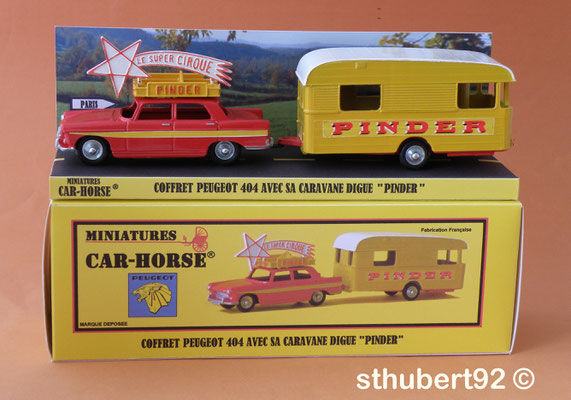 LE SUPER CIRQUE
PINDER
PARIS
PINDER
MINIATURES
CAR-HORSE®
COFFRET PEUGEOT 404 AVEC SA CARAVANE DIGUE "PINDER"
MINIATURES
CAR-HORSE®
Fabrication Française
LE SUPER CIRQUE
PINDER
PINDER
PEUGEOT
MARQUE DEPOSEE
COFFRET PEUGEOT 404 AVEC SA CARAVANE DIGUE "PINDER"
sthubert92 ©